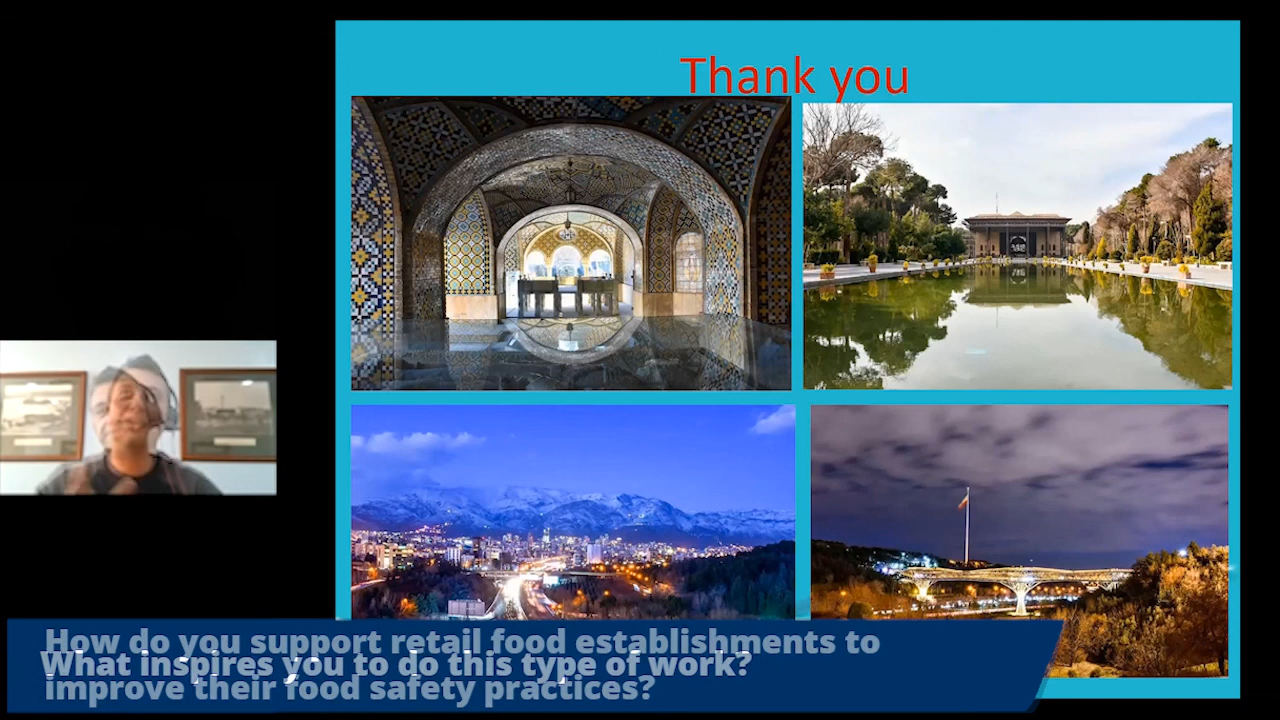 Thank you
How do you support retail food establishments to
What inspires you to do this type of work?
improve their food safety practices?